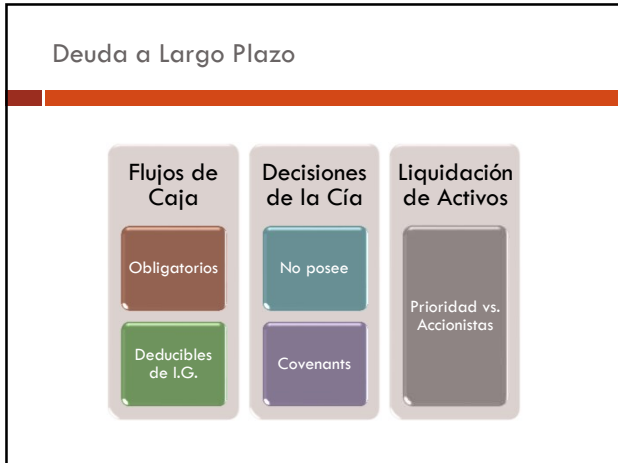 Deuda a Largo Plazo
Flujos de
Caja
Obligatorios
Deducibles
de I.G.
Decisiones
de la Cía
No posee
Covenants
Liquidación
de Activos
Prioridad vs.
Accionistas